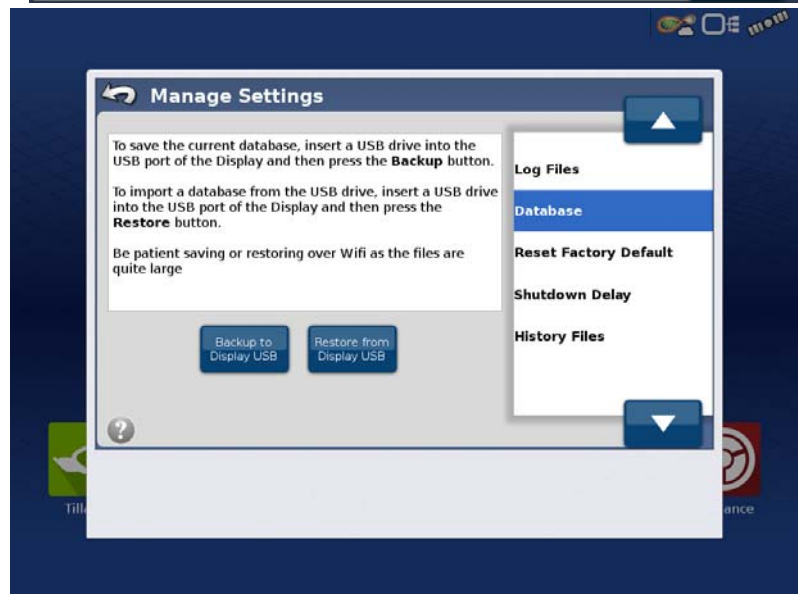 Manage Settings
To save the current database, insert a USB drive into the
USB port of the Display and then press the Backup button.
To import a database from the USB drive, insert a USB drive
into the USB port of the Display and then press the
Restore button.
Be patient saving or restoring over Wifi as the files are
quite large
Backup to
Display USB
Restore from
Display USB
Log Files
Database
Reset Factory Default
Shutdown Delay
History Files
?
Till
ance